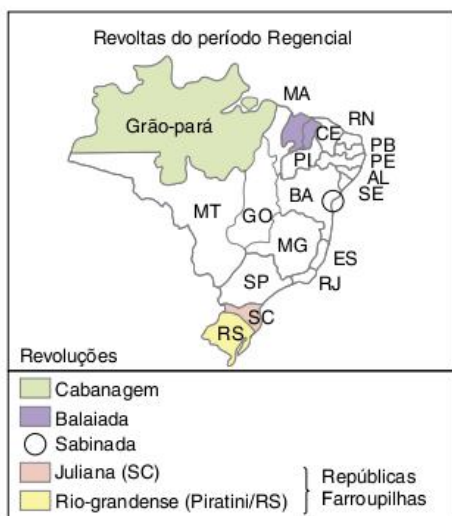 Revoltas do período Regencial
MA
RN
Grão-pará
CE
PB
PI
PE
AL
BA
SE
MT
GO
MG
ES
SP
RJ
SC
RS
Revoluções
Cabanagem
Balaiada
Sabinada
Juliana (SC)
Rio-grandense (Piratini/RS)
Repúblicas
Farroupilhas